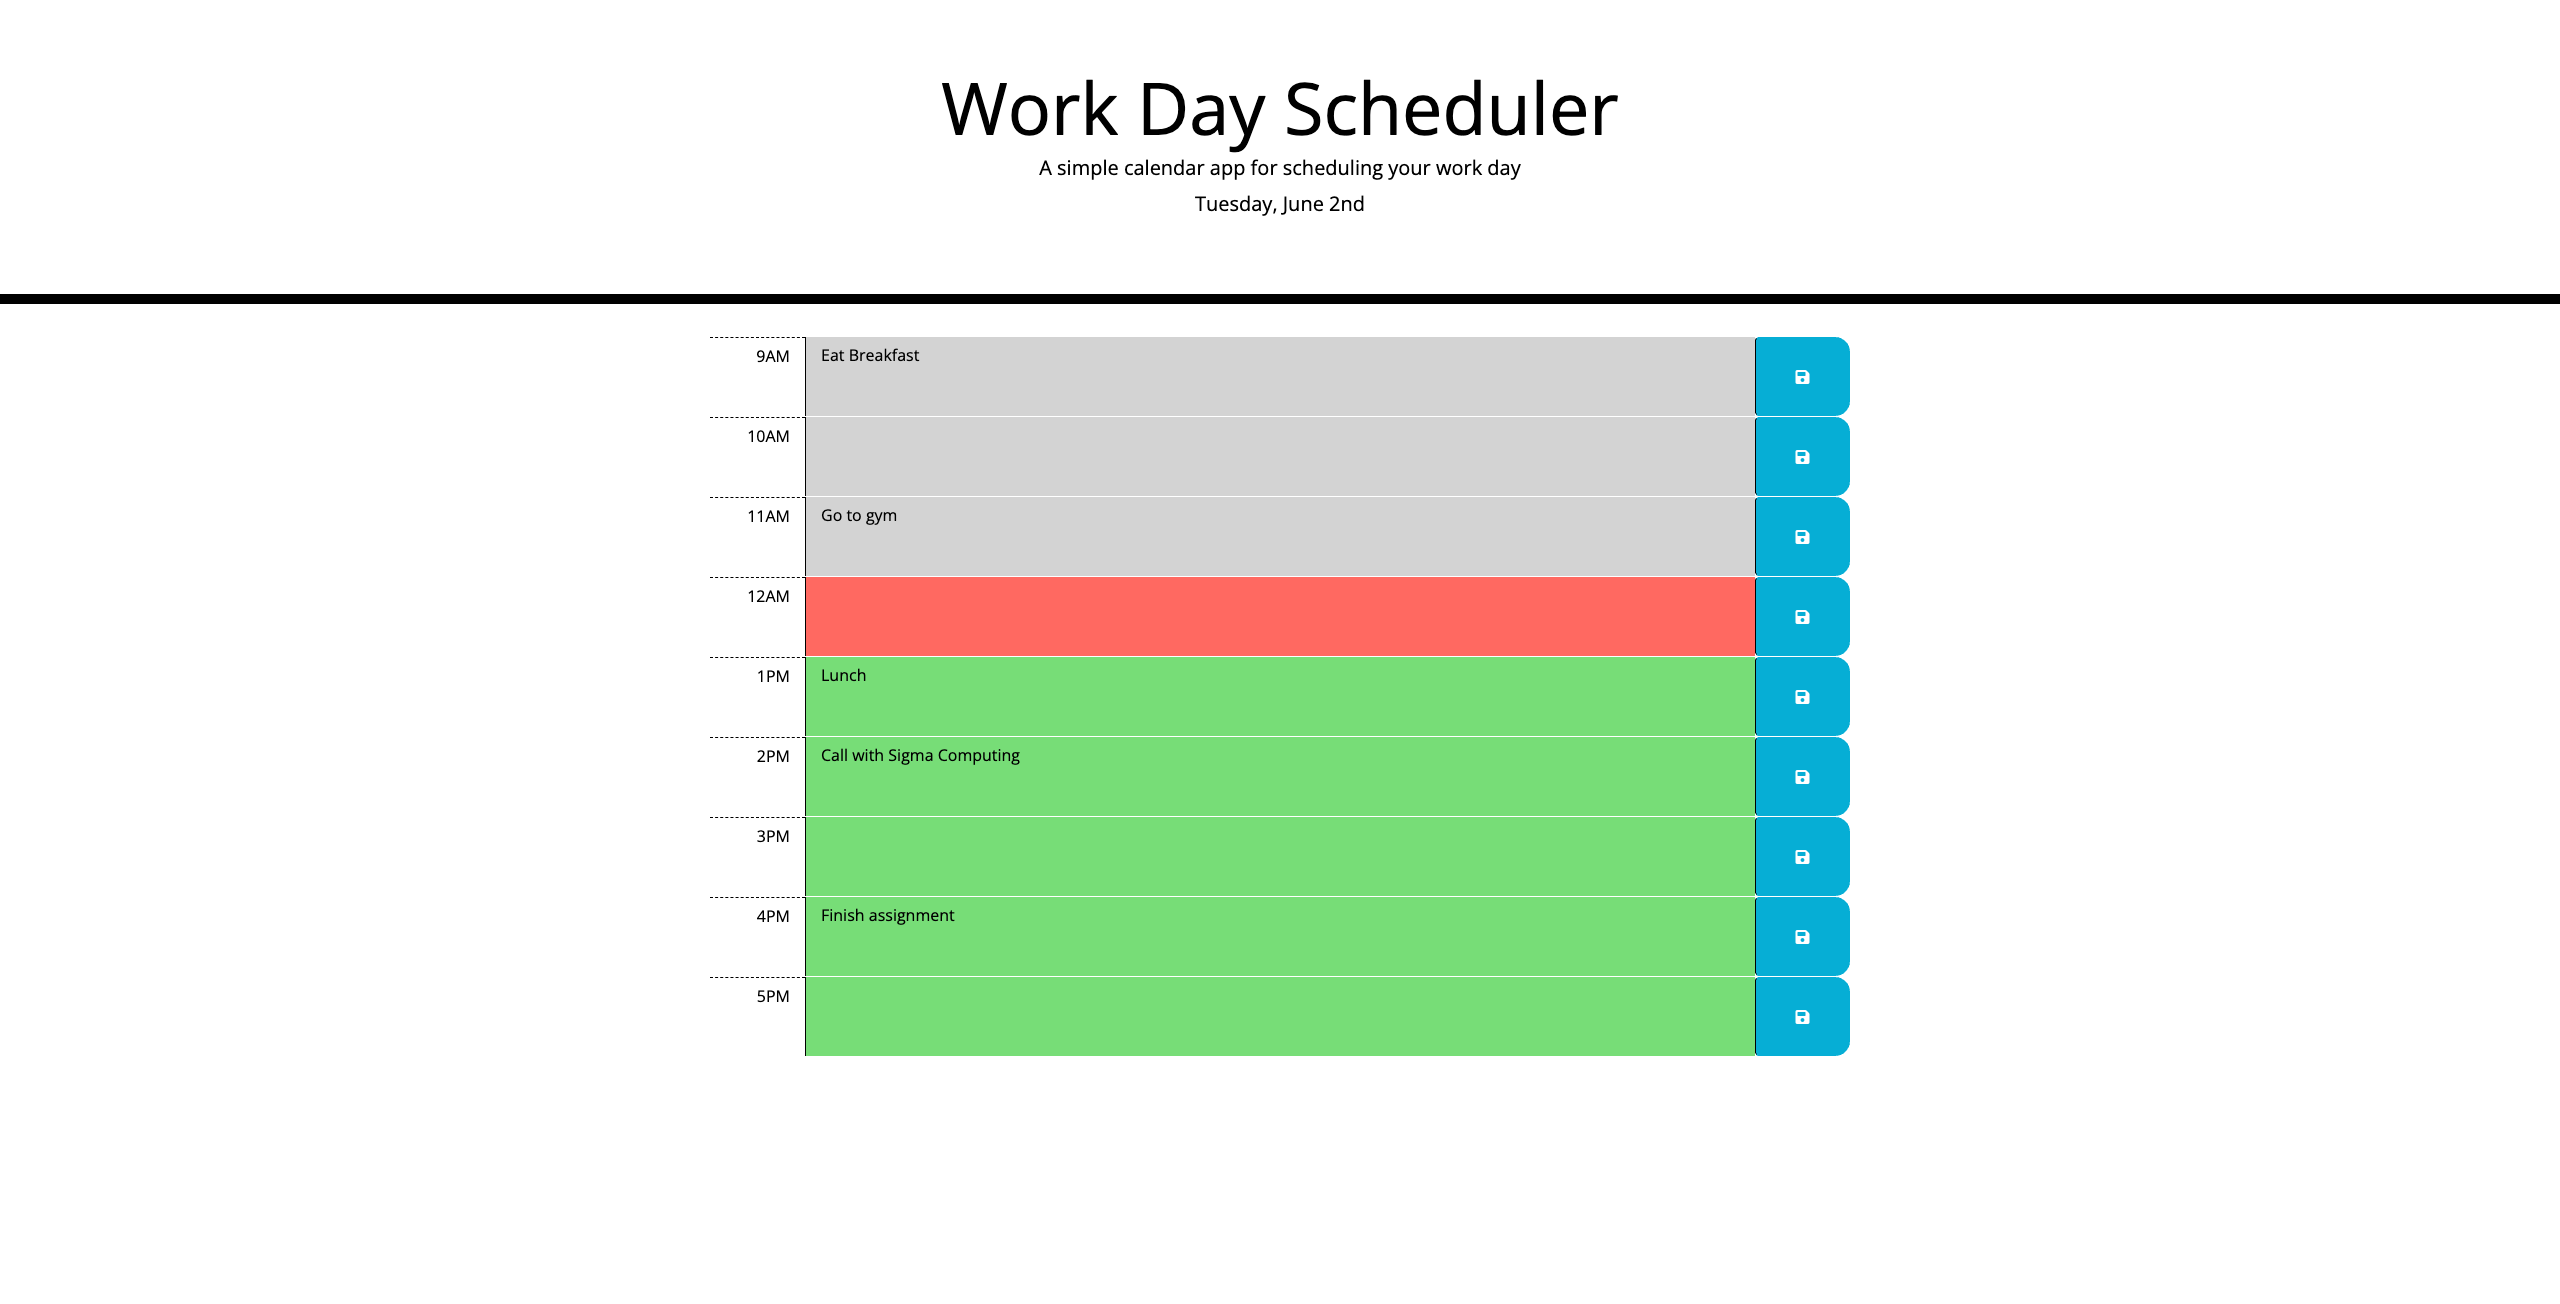 Work Day Scheduler
A simple calendar app for scheduling your work day
Tuesday, June 2nd
9AM Eat Breakfast
10AM
11AM Go to gym
12AM
1PM Lunch
2PM Call with Sigma Computing
3PM
4PM Finish assignment
5PM